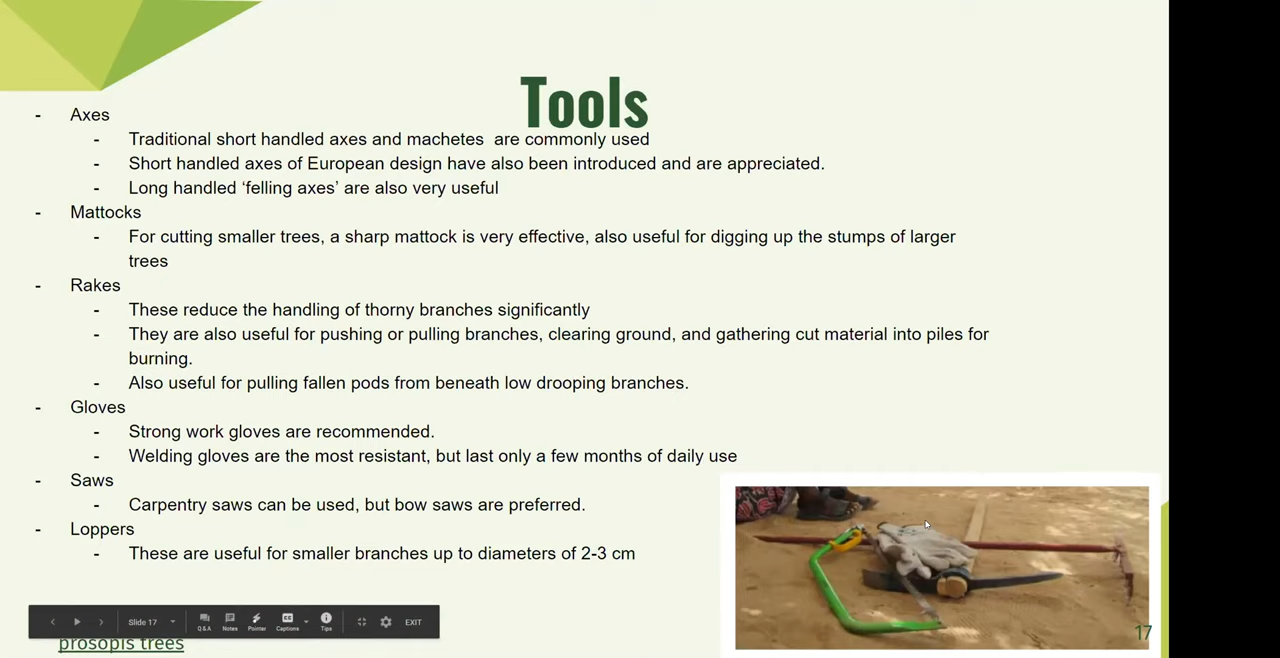 Tools
- Axes
- Traditional short handled axes and machetes  are commonly used
- Short handled axes of European design have also been introduced and are appreciated.
- Long handled ‘felling axes’ are also very useful
- Mattocks
- For cutting smaller trees, a sharp mattock is very effective, also useful for digging up the stumps of larger
trees
- Rakes
- These reduce the handling of thorny branches significantly
- They are also useful for pushing or pulling branches, clearing ground, and gathering cut material into piles for
burning.
- Also useful for pulling fallen pods from beneath low drooping branches.
- Gloves
- Strong work gloves are recommended.
- Welding gloves are the most resistant, but last only a few months of daily use
- Saws
- Carpentry saws can be used, but bow saws are preferred.
- Loppers
- These are useful for smaller branches up to diameters of 2-3 cm
Slide 17
Q&A
Notes
Pointer
Captions
CC
Tips
EXIT
prosopis trees
17